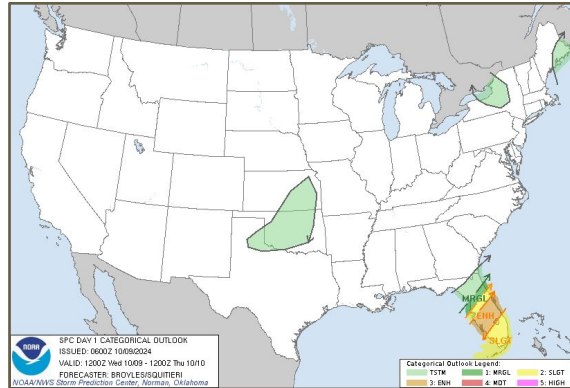 MRGL
ENH
SLGT
SPC DAY 1 CATEGORICAL OUTLOOK
ISSUED: 0600Z 10/09/2024
VALID: 1200Z Wed 10/09 - 1200Z Thu 10/10
FORECASTER: BROYLES/SQUITIERI
NOAA/NWS Storm Prediction Center, Norman, Oklahoma
NOAA
Categorical Outlook Legend:
TSTM 1: MRGL 2: SLGT
3: ENH 4: MDT 5: HIGH